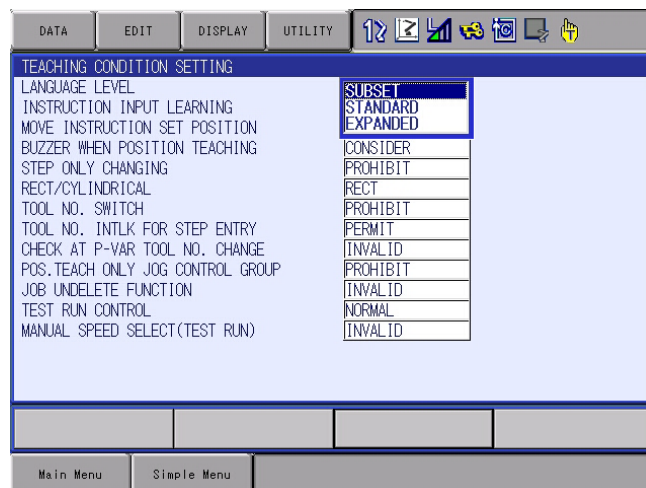 DATA EDIT DISPLAY UTILITY 12
TEACHING CONDITION SETTING
LANGUAGE LEVEL SUBSET
INSTRUCTION INPUT LEARNING STANDARD
MOVE INSTRUCTION SET POSITION EXPANDED
BUZZER WHEN POSITION TEACHING CONSIDER
STEP ONLY CHANGING PROHIBIT
RECT/CYLINDRICAL RECT
TOOL NO. SWITCH PROHIBIT
TOOL NO. INTLK FOR STEP ENTRY PERMIT
CHECK AT P-VAR TOOL NO. CHANGE INVALID
POS.TEACH ONLY JOG CONTROL GROUP PROHIBIT
JOB UNDELETE FUNCTION INVALID
TEST RUN CONTROL NORMAL
MANUAL SPEED SELECT(TEST RUN) INVALID
Main Menu Simple Menu